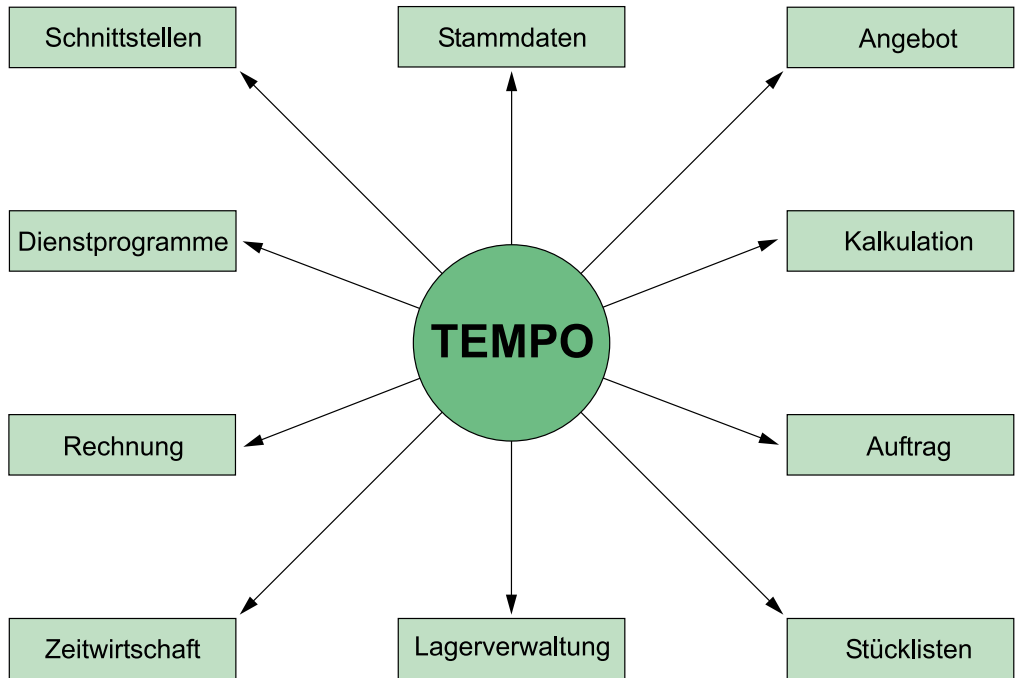 Schnittstellen
Stammdaten
Angebot
Dienstprogramme
Kalkulation
TEMPO
Rechnung
Auftrag
Zeitwirtschaft
Lagerverwaltung
Stücklisten